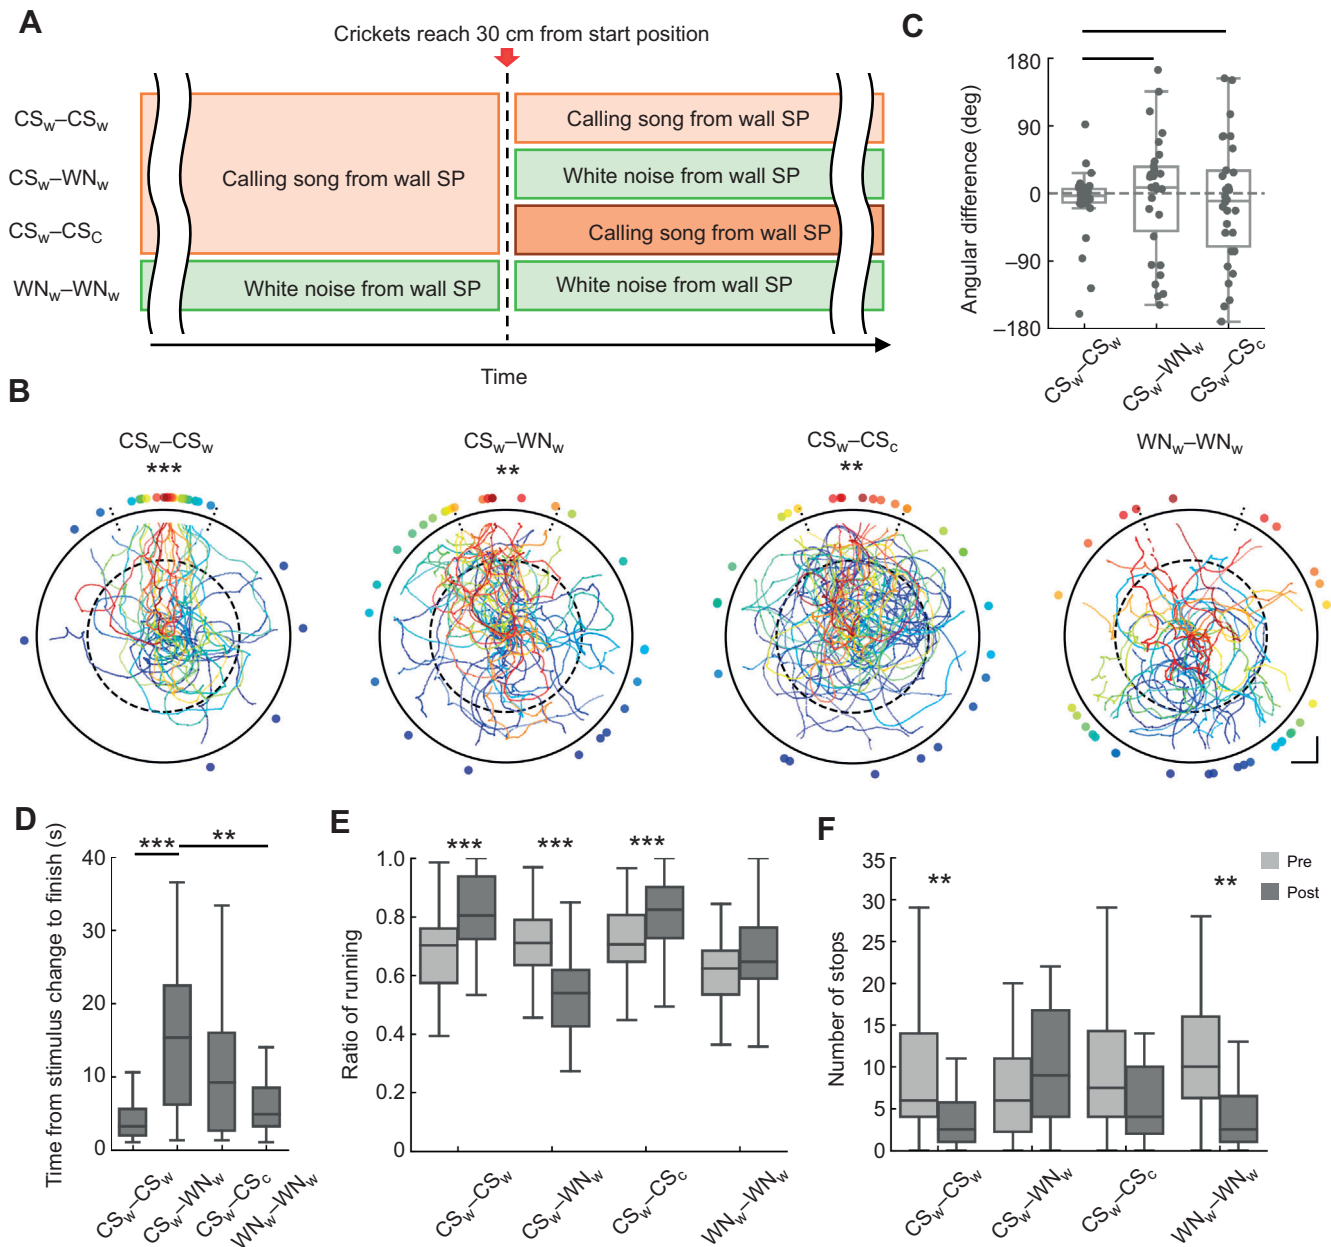 A
Crickets reach 30 cm from start position
CSw–CSw
CSw–WNw
CSw–CSC
WNw–WNw
Calling song from wall SP
White noise from wall SP
Calling song from wall SP
White noise from wall SP
Calling song from wall SP
White noise from wall SP
Time
C
Angular difference (deg)
180
90
0
–90
–180
CSw–CSw
CSw–WNw
CSw–CSc
B
CSw–CSw
***
CSw–WNw
**
CSw–CSc
**
WNw–WNw
D
Time from stimulus change to finish (s)
40
30
20
10
0
***
**
CSw–CSw
CSw–WNw
CSw–CSc
WNw–WNw
E
Ratio of running
1.0
0.8
0.6
0.4
0.2
0
***
***
***
CSw–CSw
CSw–WNw
CSw–CSc
WNw–WNw
F
Number of stops
35
30
25
20
15
10
5
0
**
**
Pre
Post
CSw–CSw
CSw–WNw
CSw–CSc
WNw–WNw